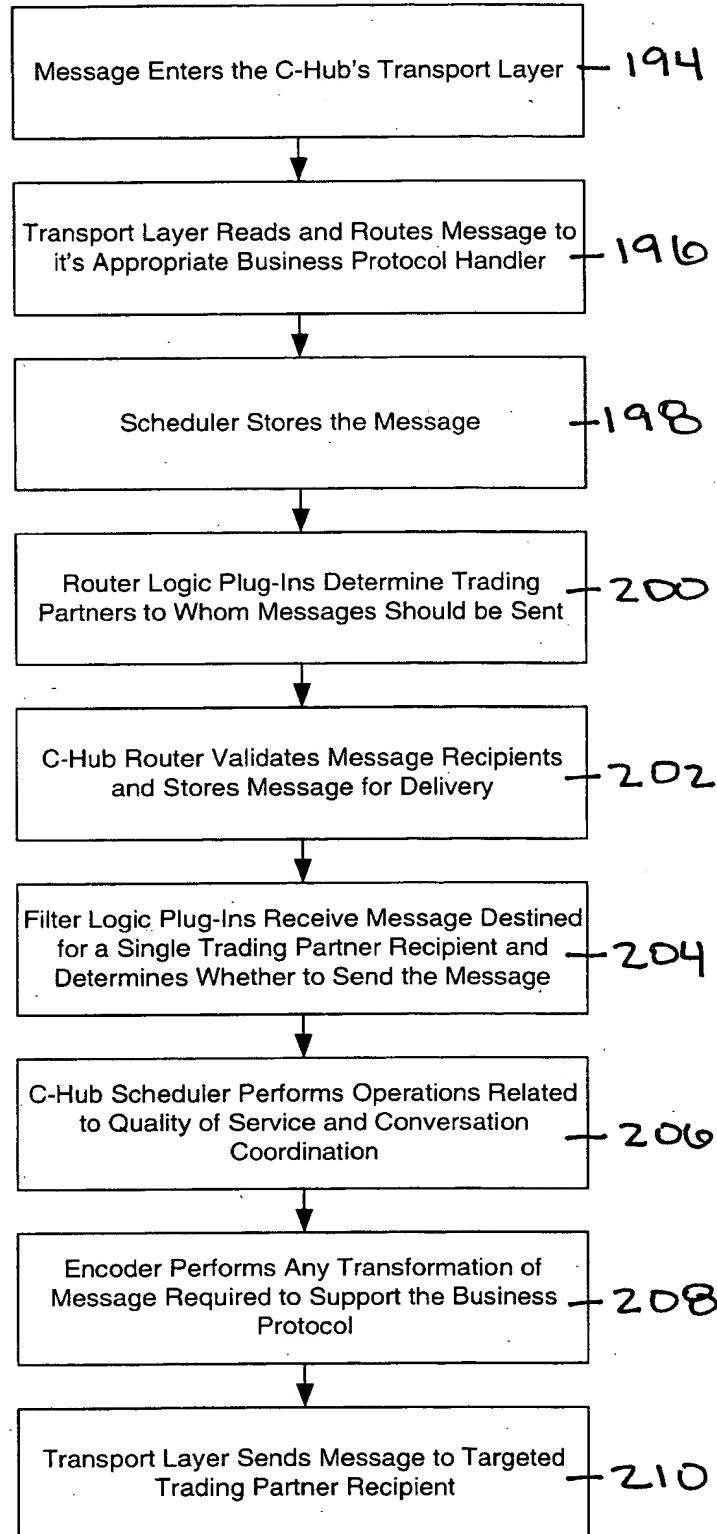 Message Enters the C-Hub's Transport Layer
194
Transport Layer Reads and Routes Message to
it's Appropriate Business Protocol Handler
196
Scheduler Stores the Message
198
Router Logic Plug-Ins Determine Trading
Partners to Whom Messages Should be Sent
200
C-Hub Router Validates Message Recipients
and Stores Message for Delivery
202
Filter Logic Plug-Ins Receive Message Destined
for a Single Trading Partner Recipient and
Determines Whether to Send the Message
204
C-Hub Scheduler Performs Operations Related
to Quality of Service and Conversation
Coordination
206
Encoder Performs Any Transformation of
Message Required to Support the Business
Protocol
208
Transport Layer Sends Message to Targeted
Trading Partner Recipient
210